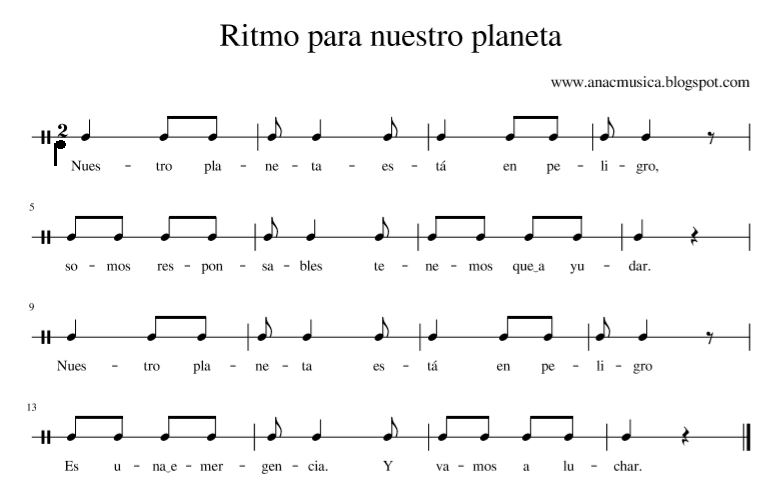 Ritmo para nuestro planeta
www.anacmusica.blogspot.com
2
Nues - tro pla - ne - ta - es - tá en pe - li - gro,
5
so - mos res - pon - sa - bles te - ne - mos que_a yu - dar.
9
Nues - tro pla - ne - ta es - tá en pe - li - gro
13
Es u - na_e - mer - gen - cia. Y va - mos a lu - char.